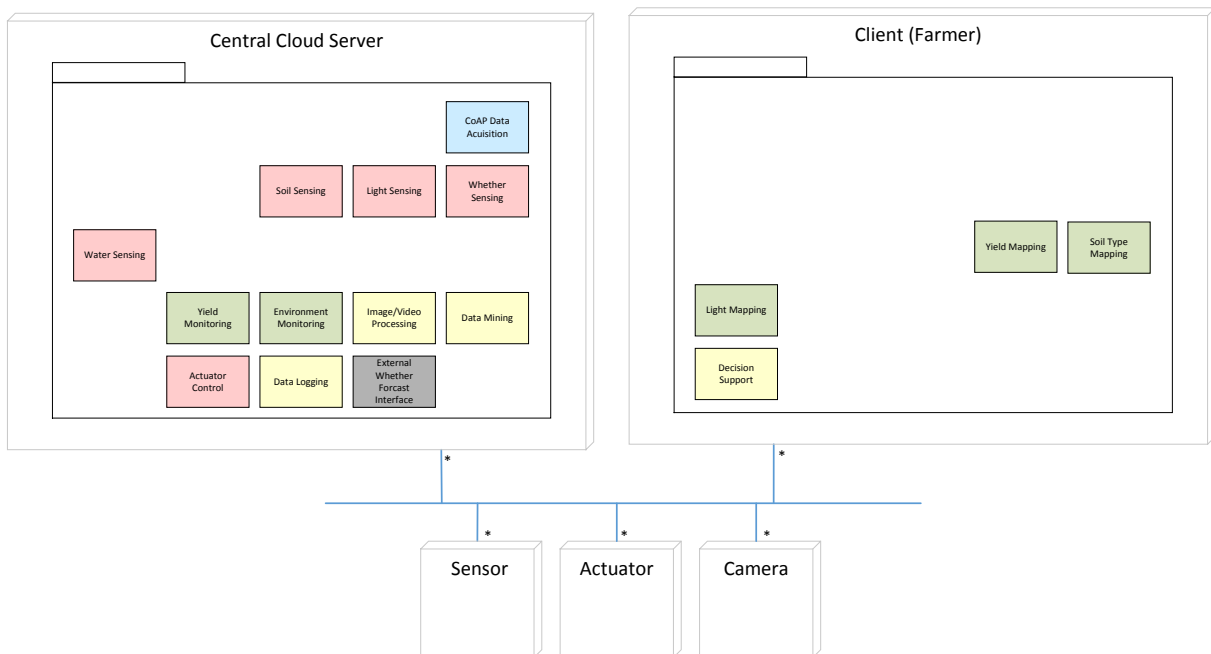 Central Cloud Server
CoAP Data
Acuisition
Soil Sensing
Light Sensing
Whether
Sensing
Water Sensing
Yield
Monitoring
Environment
Monitoring
Image/Video
Processing
Data Mining
Actuator
Control
Data Logging
External
Whether
Forcast
Interface
Client (Farmer)
Yield Mapping
Soil Type
Mapping
Light Mapping
Decision
Support
*
*
*
*
*
Sensor
Actuator
Camera